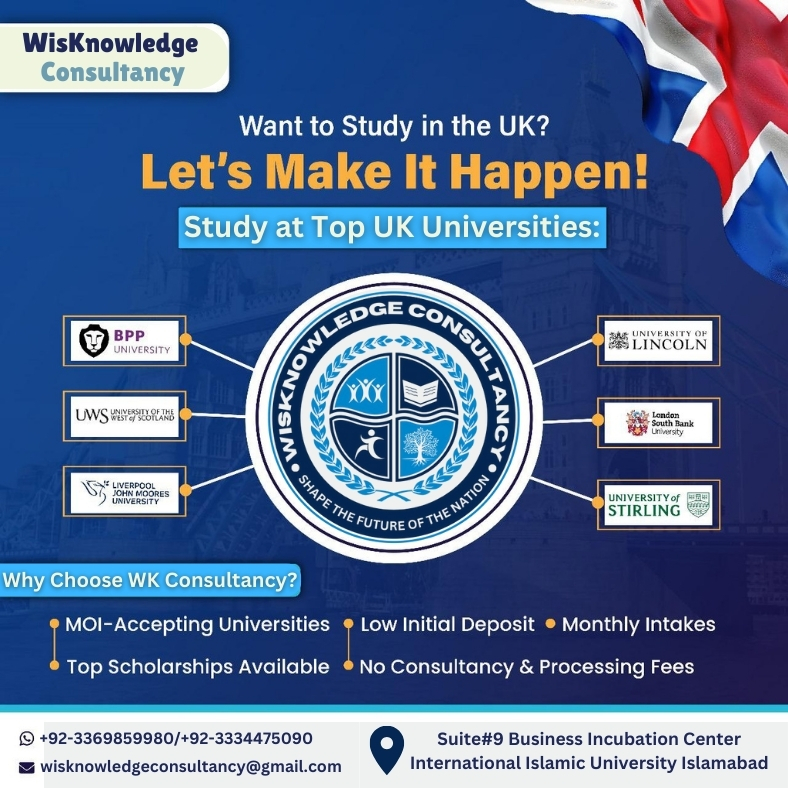 WisKnowledge
Consultancy
Want to Study in the UK?
Let's Make It Happen!
Study at Top UK Universities:
BPP
UNIVERSITY
UWS UNIVERSITY OF THE
WEST of SCOTLAND
LIVERPOOL
JOHN MOORES
UNIVERSITY
WISKNOWLEDGE CONSULTANCY
SHAPE THE FUTURE OF THE NATION
UNIVERSITY OF
LINCOLN
London
South Bank
University
UNIVERSITY of
STIRLING
Why Choose WK Consultancy?
MOI-Accepting Universities
Low Initial Deposit
Monthly Intakes
Top Scholarships Available
No Consultancy & Processing Fees
+92-3369859980/+92-3334475090
wisknowledgeconsultancy@gmail.com
Suite#9 Business Incubation Center
International Islamic University Islamabad